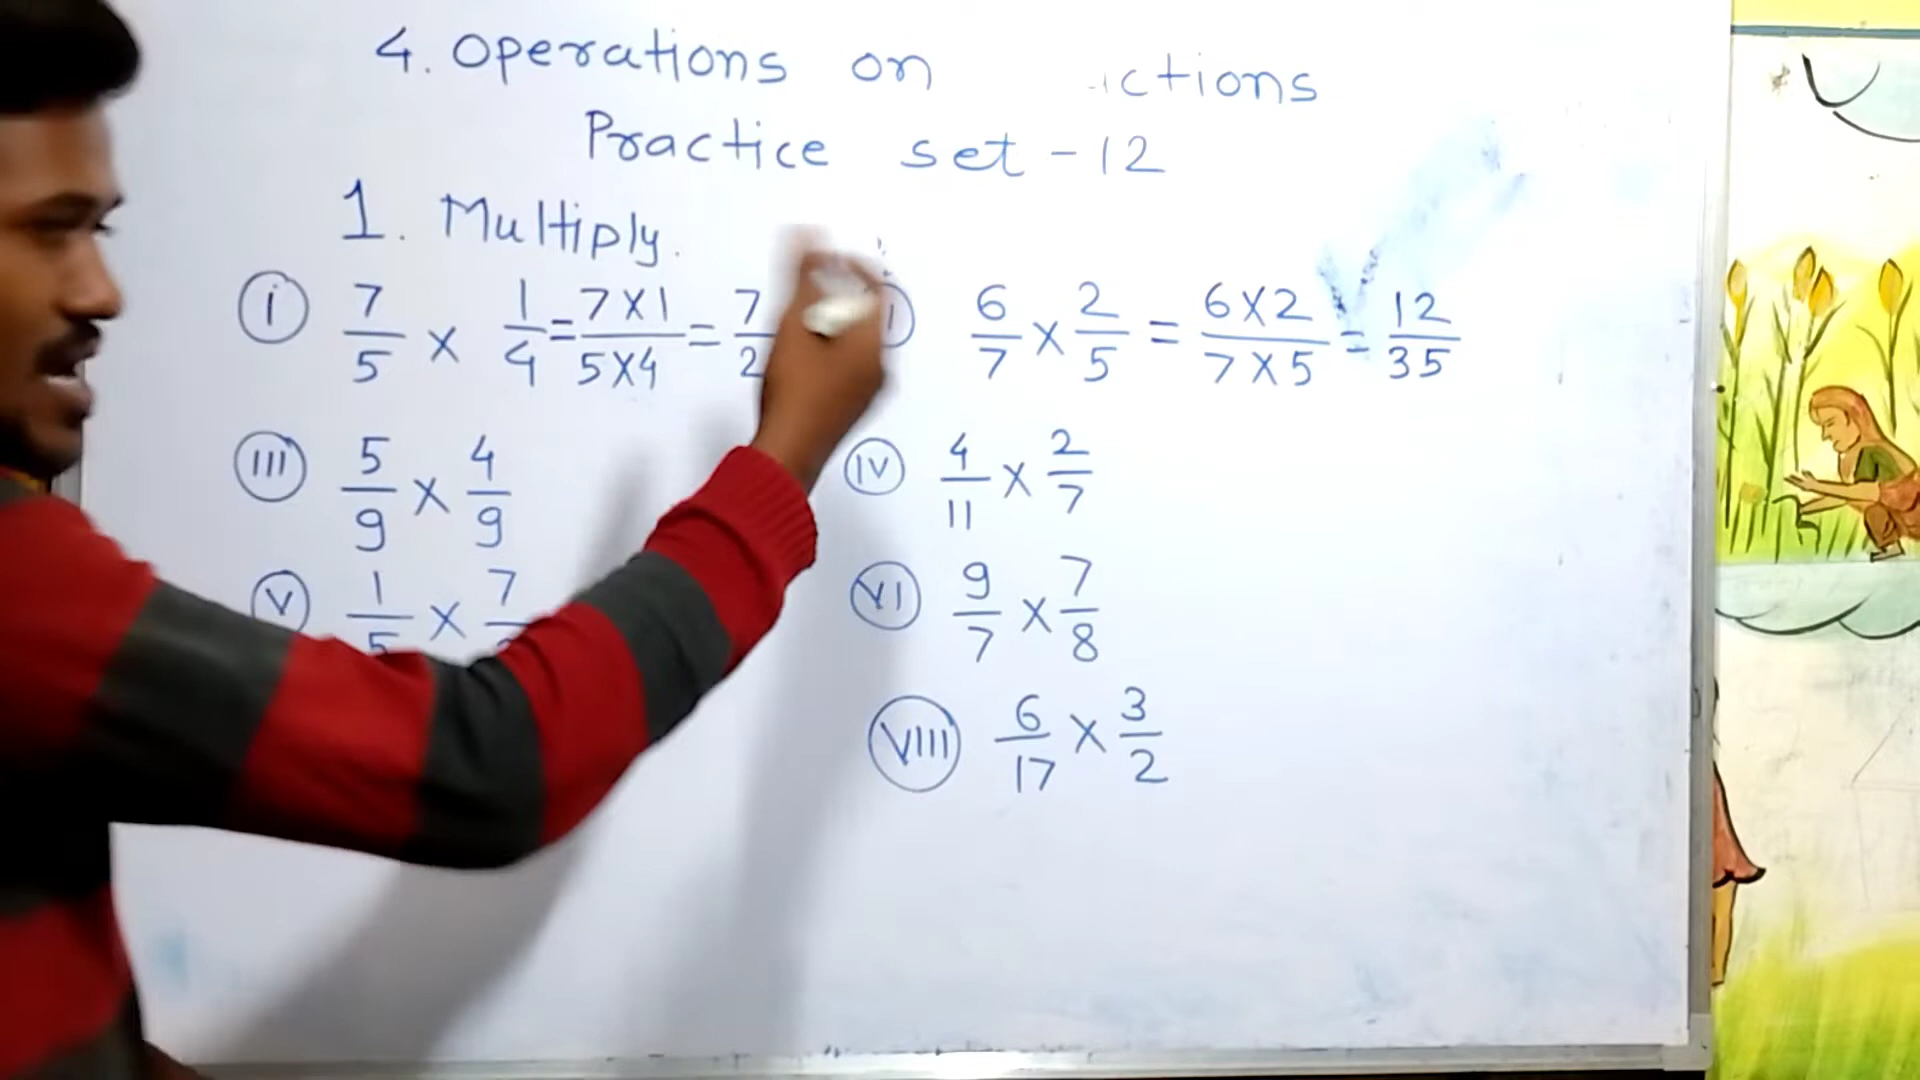 4. Operations on ctions
Practice set - 12
1. Multiply.
(i) 7/5 × 1/4 = 7×1/5×4 = 7/2
6/7 × 2/5 = 6×2/7×5 = 12/35
(III) 5/9 × 4/9
(IV) 4/11 × 2/7
(V) 1/5 × 7/
(VI) 9/7 × 7/8
(VIII) 6/17 × 3/2